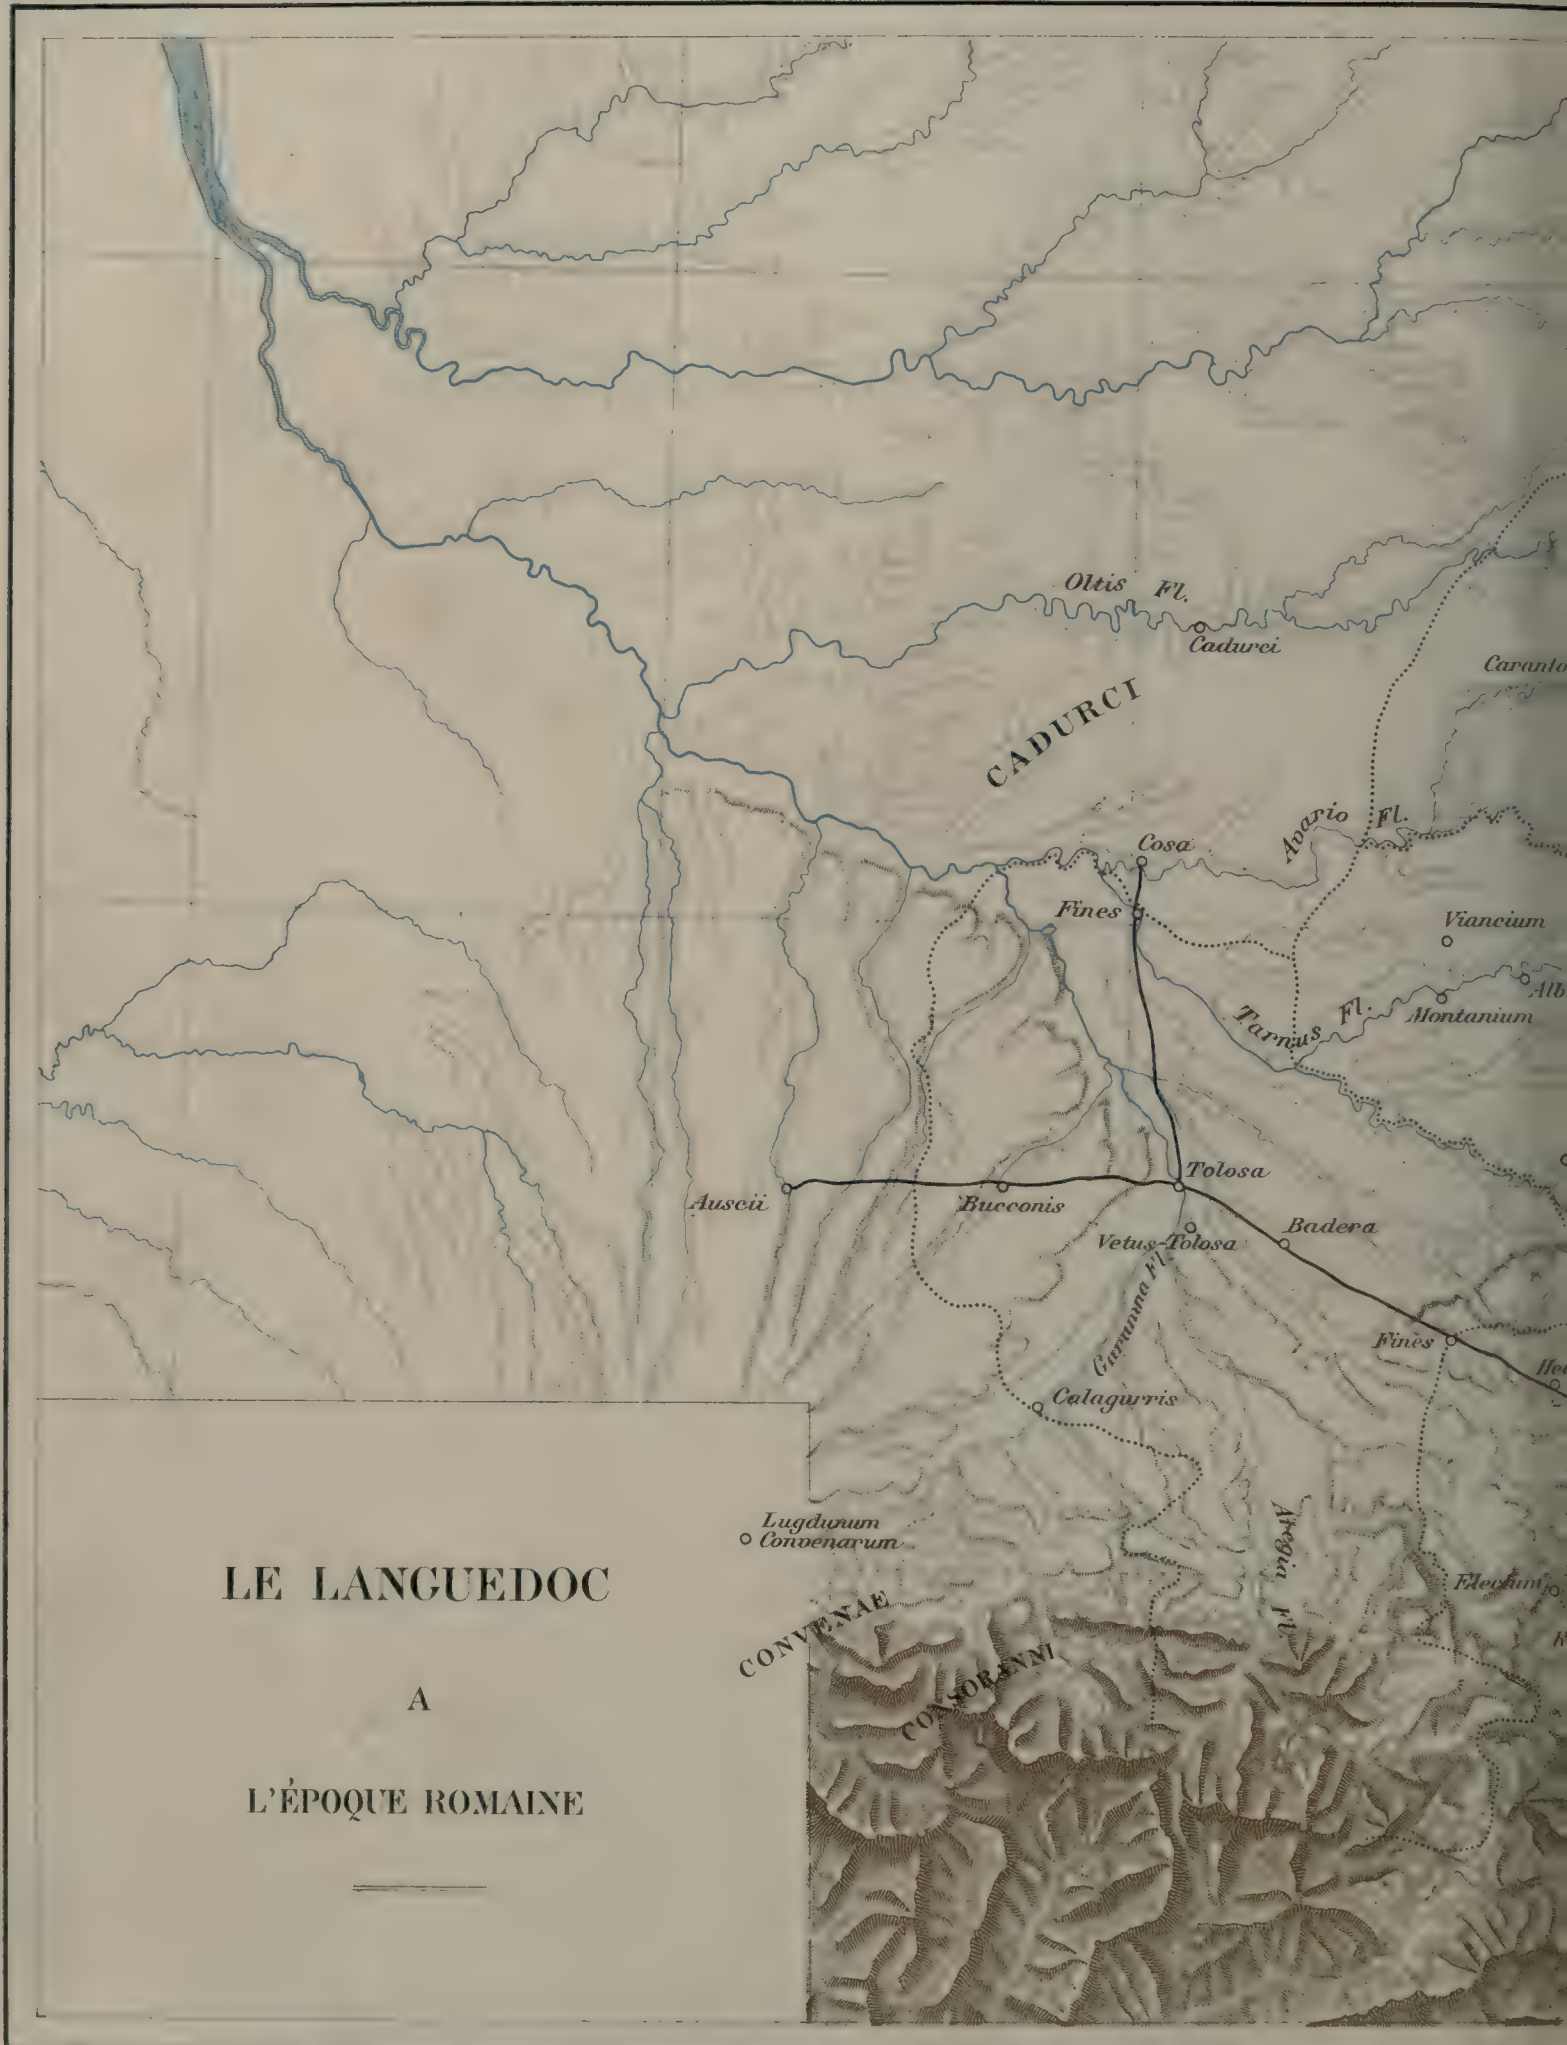 Oltis Fl.
Cadurci
CADURCI
Cosa
Avario Fl.
Fines
Viancium
Tarnus Fl.
Montanium
Auscii
Bucconis
Tolosa
Vetus-Tolosa
Badera
Garumna Fl.
Fines
Calagurris
Lugdunum
Convenarum
Aregia Fl.
Electum
CONVENAE
CONSORANNI
LE LANGUEDOC
A
L'ÉPOQUE ROMAINE